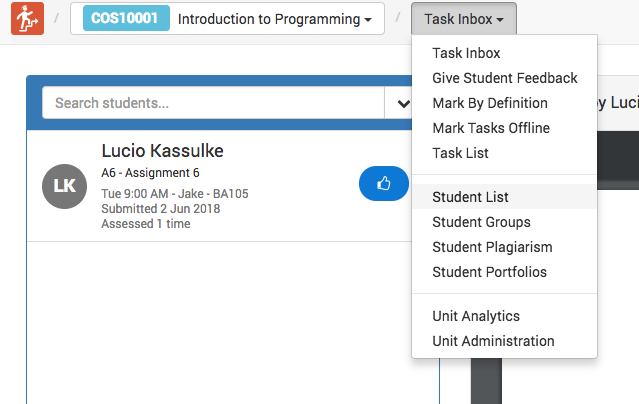 / COS10001 Introduction to Programming / Task Inbox
Task Inbox
Give Student Feedback
Mark By Definition
Mark Tasks Offline
Task List
Student List
Student Groups
Student Plagiarism
Student Portfolios
Unit Analytics
Unit Administration
Search students...
Lucio Kassulke
LK
A6 - Assignment 6
Tue 9:00 AM - Jake - BA105
Submitted 2 Jun 2018
Assessed 1 time
by Luci